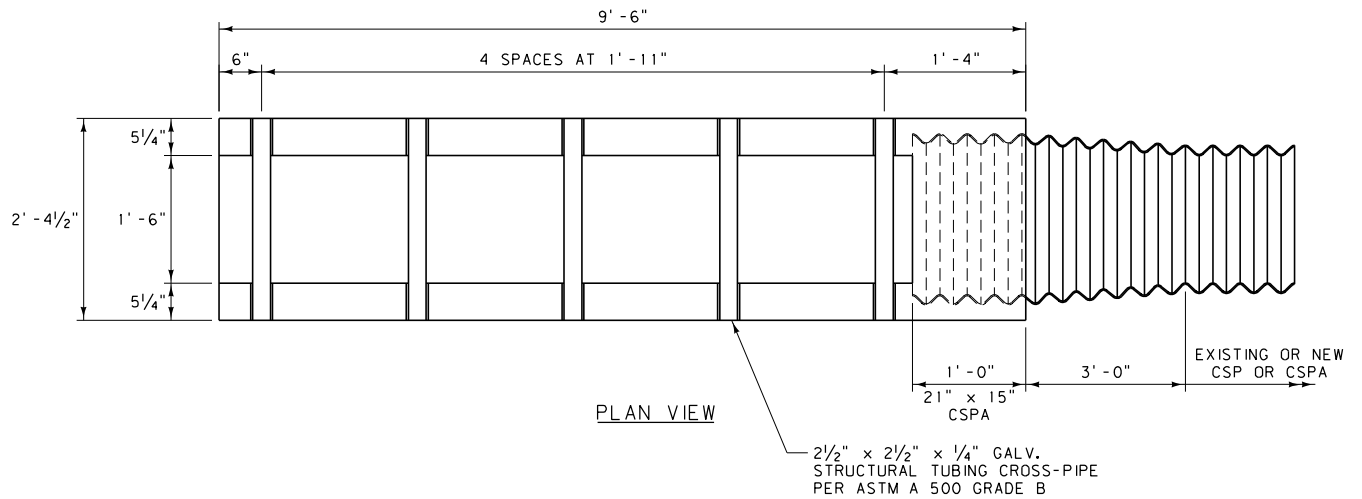 9'-6"
6"
4 SPACES AT 1'-11"
1'-4"
5¼"
2'-4½"
1'-6"
5¼"
EXISTING OR NEW
CSP OR CSPA
1'-0"
3'-0"
21" x 15"
CSPA
PLAN VIEW
2½" x 2½" x ¼" GALV.
STRUCTURAL TUBING CROSS-PIPE
PER ASTM A 500 GRADE B